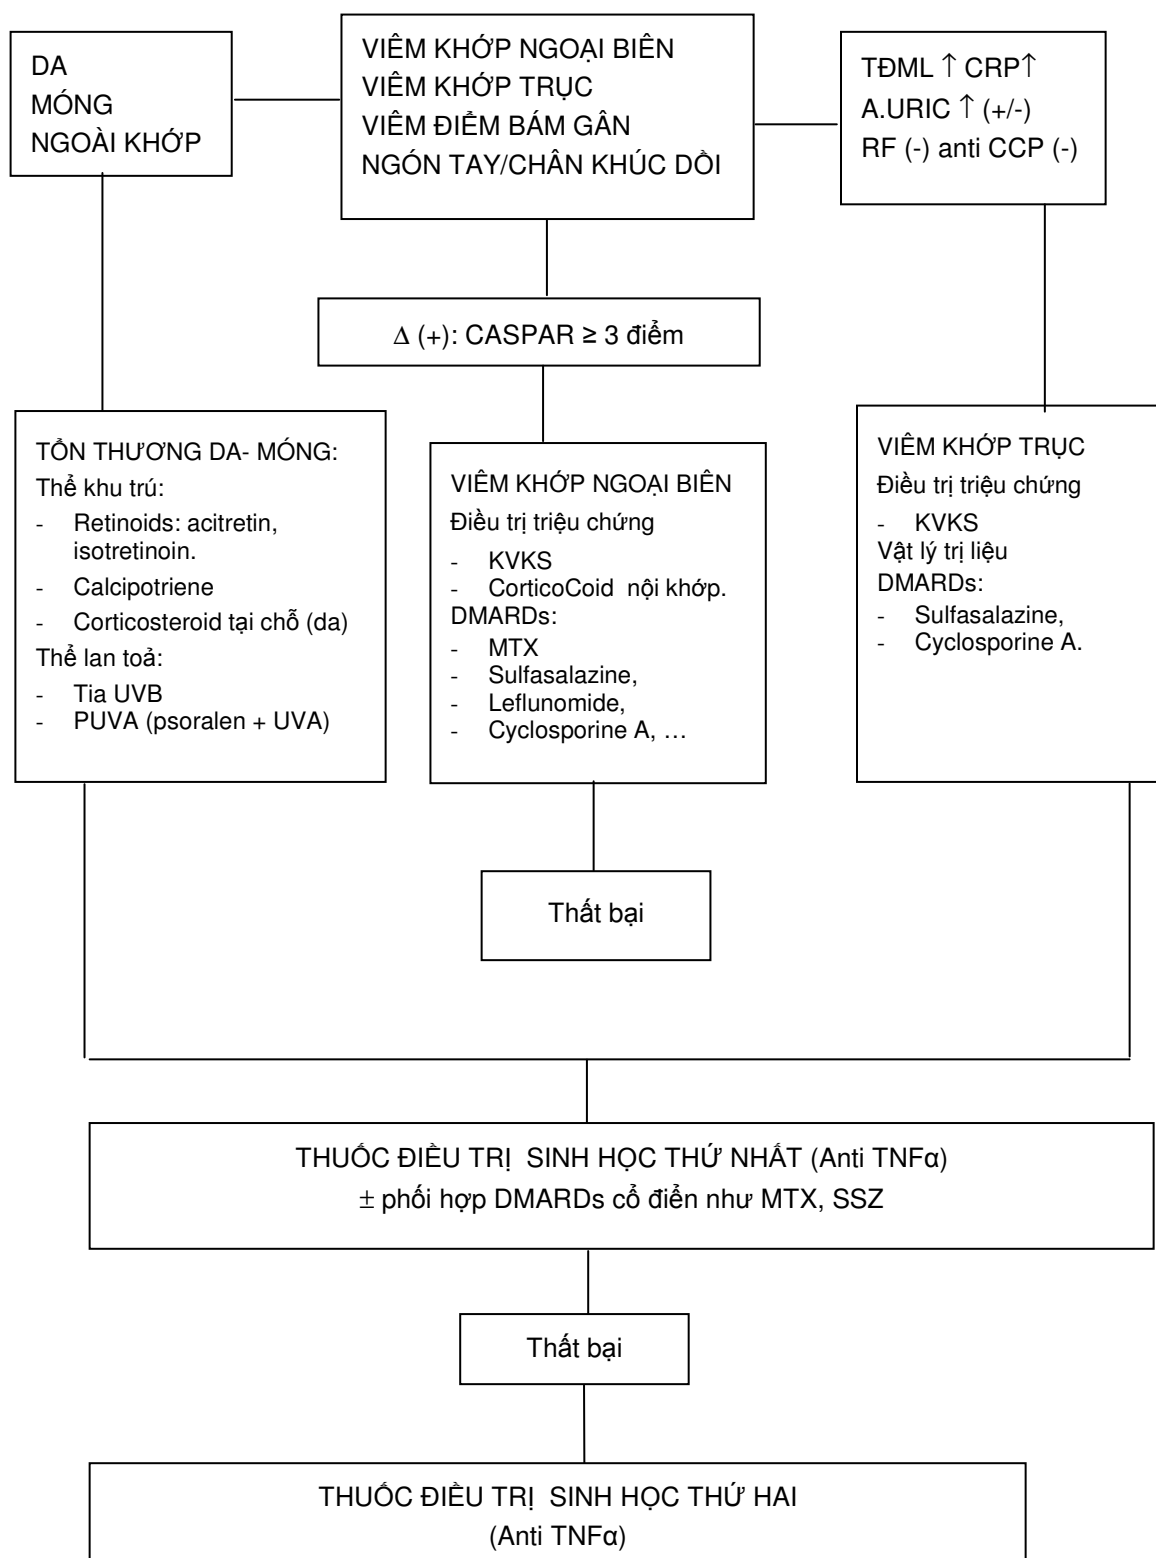 DA
MÓNG
NGOÀI KHỚP
VIÊM KHỚP NGOẠI BIÊN
VIÊM KHỚP TRỤC
VIÊM ĐIỂM BÁM GÂN
NGÓN TAY/CHÂN KHÚC DỒI
TĐML ↑ CRP↑
A.URIC ↑ (+/-)
RF (-) anti CCP (-)
Δ (+): CASPAR ≥ 3 điểm
TỔN THƯƠNG DA- MÓNG:
Thể khu trú:
- Retinoids: acitretin,
isotretinoin.
- Calcipotriene
- Corticosteroid tại chỗ (da)
Thể lan toả:
- Tia UVB
- PUVA (psoralen + UVA)
VIÊM KHỚP NGOẠI BIÊN
Điều trị triệu chứng
- KVKS
- CorticoCoid nội khớp.
DMARDs:
- MTX
- Sulfasalazine,
- Leflunomide,
- Cyclosporine A, …
VIÊM KHỚP TRỤC
Điều trị triệu chứng
- KVKS
Vật lý trị liệu
DMARDs:
- Sulfasalazine,
- Cyclosporine A.
Thất bại
THUỐC ĐIỀU TRỊ SINH HỌC THỨ NHẤT (Anti TNFα)
± phối hợp DMARDs cổ điển như MTX, SSZ
Thất bại
THUỐC ĐIỀU TRỊ SINH HỌC THỨ HAI
(Anti TNFα)